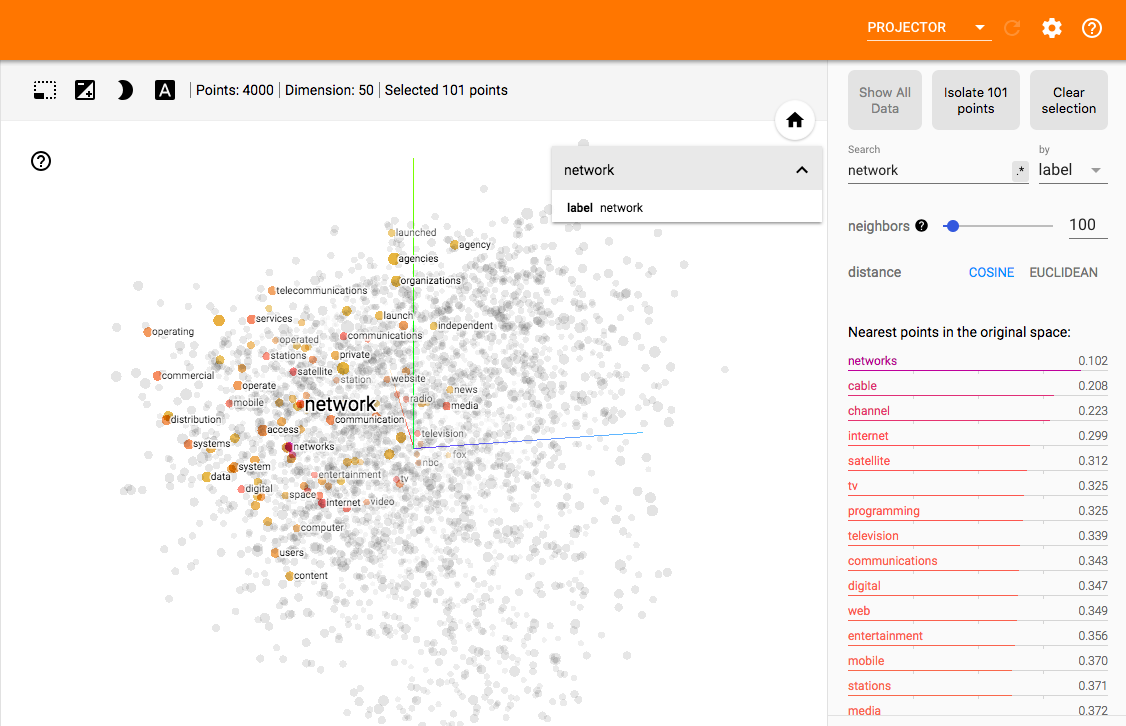 PROJECTOR
A
Points: 4000 | Dimension: 50 | Selected 101 points
Show All Data
Isolate 101 points
Clear selection
Search
network
.*
by
label
neighbors
100
distance
COSINE
EUCLIDEAN
Nearest points in the original space:
networks 0.102
cable 0.208
channel 0.223
internet 0.299
satellite 0.312
tv 0.325
programming 0.325
television 0.339
communications 0.343
digital 0.347
web 0.349
entertainment 0.356
mobile 0.370
stations 0.371
media 0.372
network
label network
launched
agency
agencies
organizations
telecommunications
launch
services
independent
operating
operated
communications
stations
private
satellite
commercial
station
website
operate
news
radio
mobile
network
media
distribution
communication
access
television
systems
networks
fox
nbc
system
data
entertainment
tv
digital
space
internet
video
computer
users
content